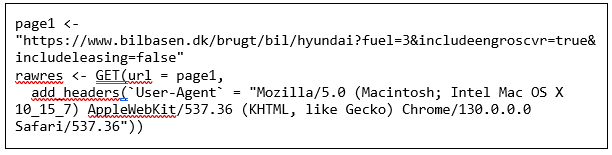 page1 <-
"https://www.bilbasen.dk/brugt/bil/hyundai?fuel=3&includeengroscvr=true&
includeleasing=false"
rawres <- GET(url = page1,
  add_headers(`User-Agent` = "Mozilla/5.0 (Macintosh; Intel Mac OS X
10_15_7) AppleWebKit/537.36 (KHTML, like Gecko) Chrome/130.0.0.0
Safari/537.36"))